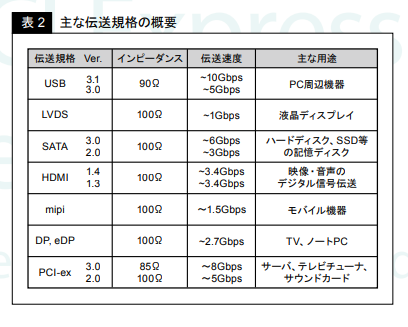 表 2 主な伝送規格の概要
伝送規格 Ver. インピーダンス 伝送速度 主な用途
USB 3.1 3.0 90Ω ~10Gbps ~5Gbps PC周辺機器
LVDS 100Ω ~1Gbps 液晶ディスプレイ
SATA 3.0 2.0 100Ω ~6Gbps ~3Gbps ハードディスク、SSD等の記憶ディスク
HDMI 1.4 1.3 100Ω ~3.4Gbps ~3.4Gbps 映像・音声のデジタル信号伝送
mipi 100Ω ~1.5Gbps モバイル機器
DP, eDP 100Ω ~2.7Gbps TV、ノートPC
PCI-ex 3.0 2.0 85Ω 100Ω ~8Gbps ~5Gbps サーバ、テレビチューナ、サウンドカード